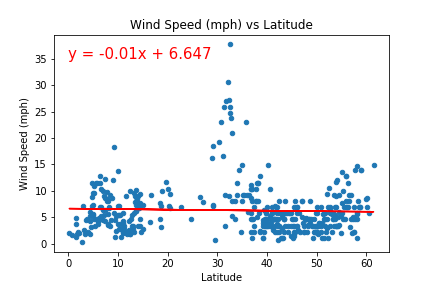 Wind Speed (mph) vs Latitude
y = -0.01x + 6.647
Wind Speed (mph)
35
30
25
20
15
10
5
0
0 10 20 30 40 50 60
Latitude